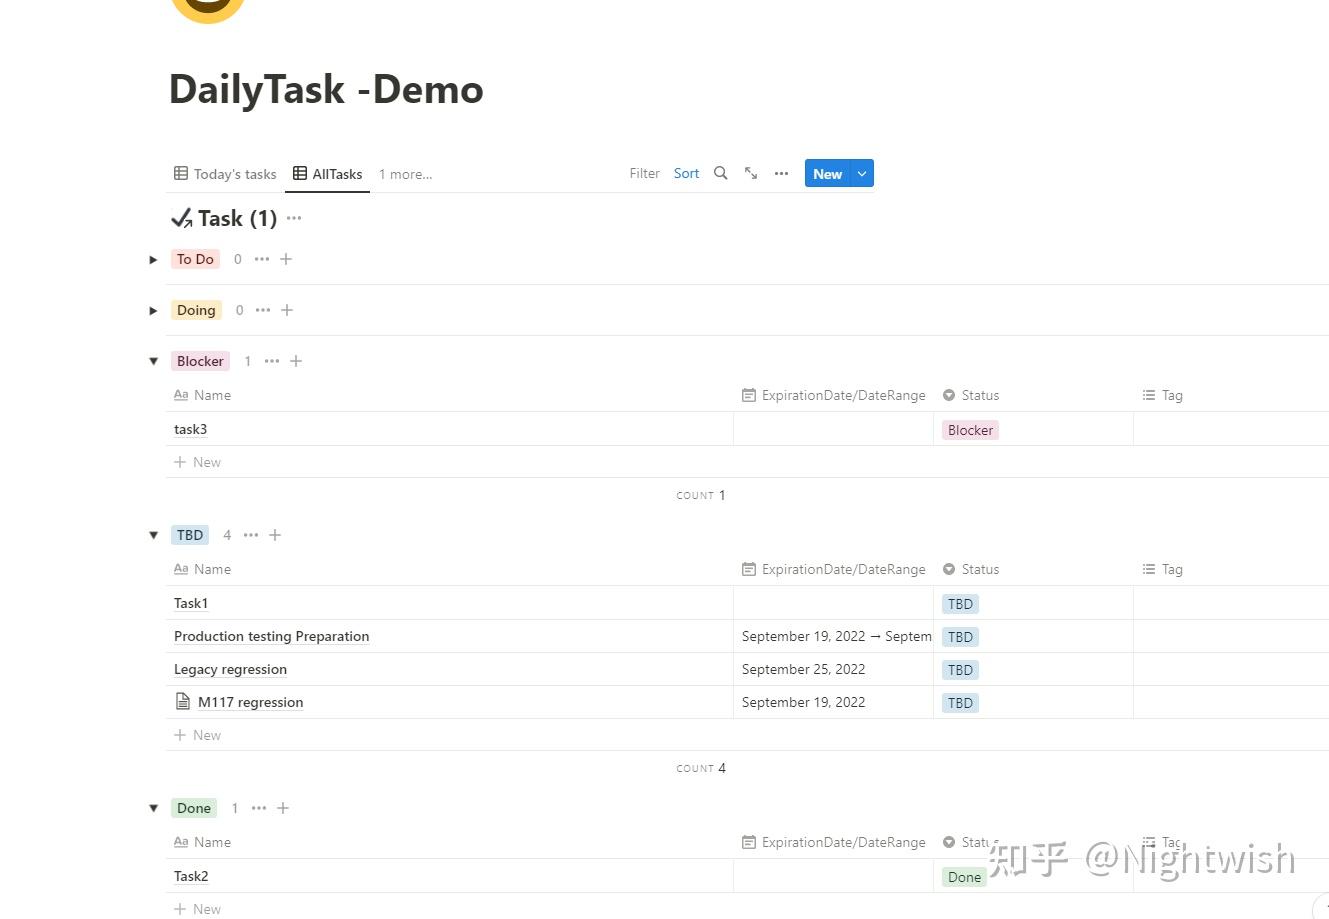 DailyTask -Demo
Today's tasks AllTasks 1 more... Filter Sort New
Task (1)
To Do 0
Doing 0
Blocker 1
Aa Name ExpirationDate/DateRange Status Tag
task3 Blocker
New
COUNT 1
TBD 4
Aa Name ExpirationDate/DateRange Status Tag
Task1 TBD
Production testing Preparation September 19, 2022 → Septem TBD
Legacy regression September 25, 2022 TBD
M117 regression September 19, 2022 TBD
New
COUNT 4
Done 1
Aa Name ExpirationDate/DateRange Status Tag
知乎 @Nightwish
Task2 Done
New